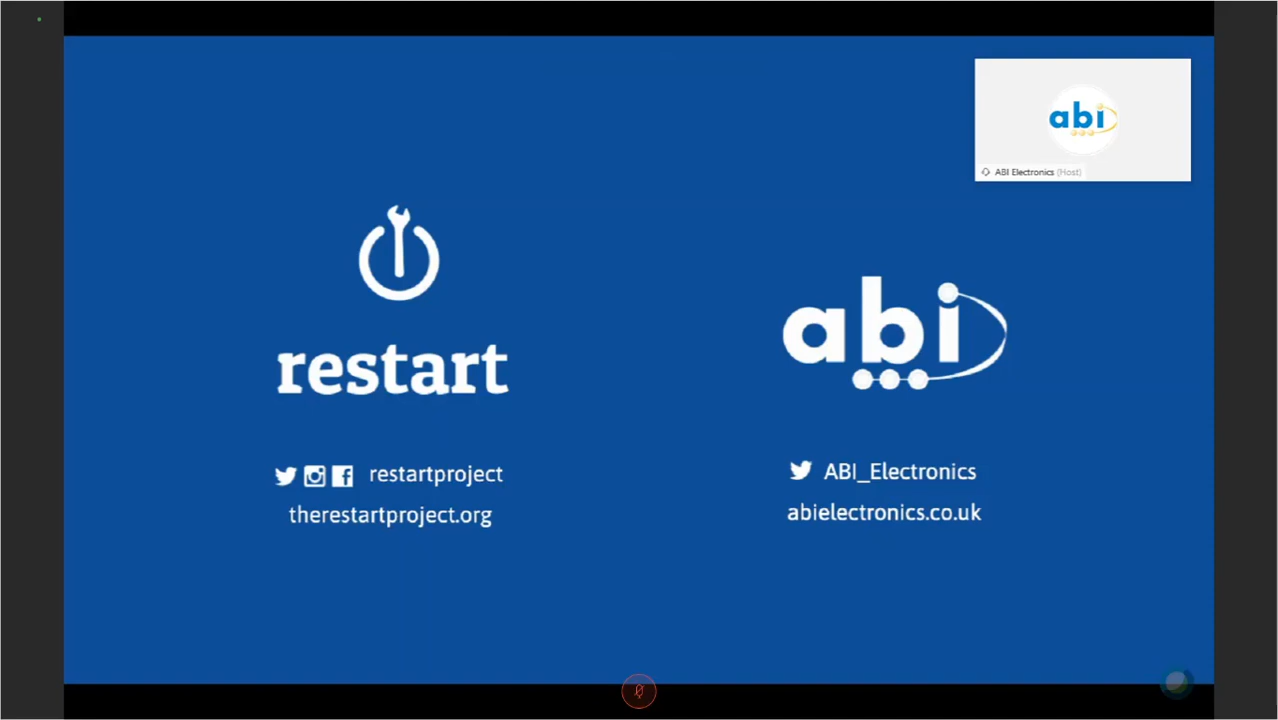 abi
ABI Electronics (Host)
restart
restartproject
therestartproject.org
abi
ABI_Electronics
abielectronics.co.uk